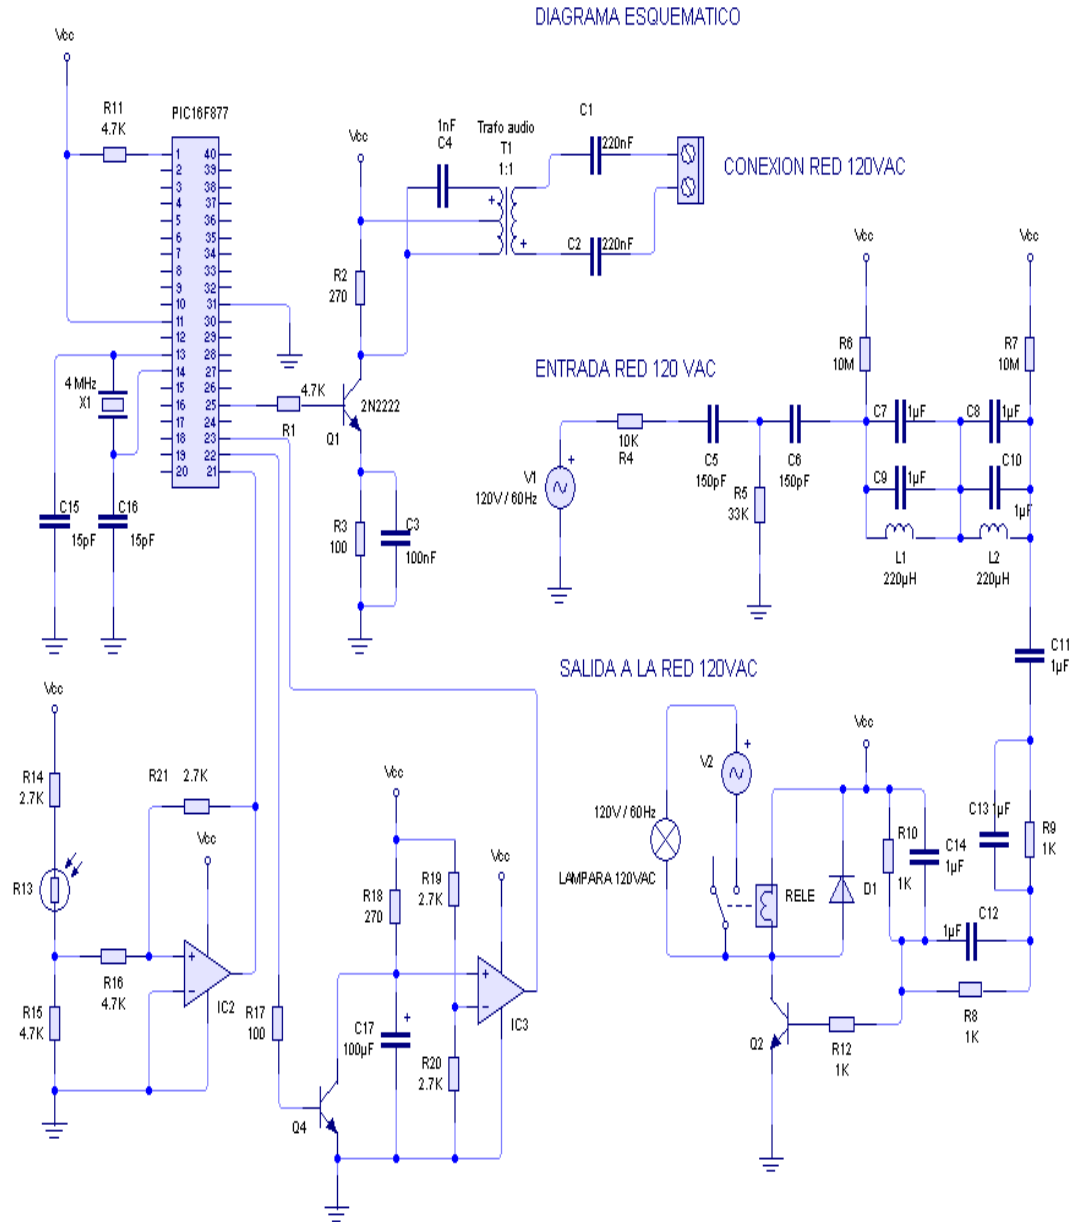 DIAGRAMA ESQUEMATICO
Vcc
R11
4.7K
PIC16F877
1 40
2 39
3 38
4 37
5 36
6 35
7 34
8 33
9 32
10 31
11 30
12 29
13 28
14 27
15 26
16 25
17 24
18 23
19 22
20 21
4 MHz
X1
C15
15pF
C16
15pF
Vcc
1nF
C4
Trafo audio
T1
1:1
+
+
C1
220nF
C2
220nF
CONEXION RED 120VAC
R2
270
4.7K
R1
2N2222
Q1
R3
100
C3
100nF
ENTRADA RED 120 VAC
V1
120V / 60Hz
+
10K
R4
C5
150pF
R5
33K
C6
150pF
Vcc
R6
10M
Vcc
R7
10M
C7
1µF
C8
1µF
C9
1µF
C10
1µF
L1
220µH
L2
220µH
C11
1µF
SALIDA A LA RED 120VAC
V2
+
120V / 60Hz
LAMPARA 120VAC
RELE
Vcc
D1
R10
1K
C14
1µF
C13
1µF
R9
1K
C12
1µF
R8
1K
R12
1K
Q2
Vcc
R14
2.7K
R13
R21
2.7K
Vcc
R16
4.7K
R15
4.7K
+
−
IC2
R17
100
Q4
Vcc
R18
270
R19
2.7K
Vcc
C17
+
100µF
R20
2.7K
+
−
IC3